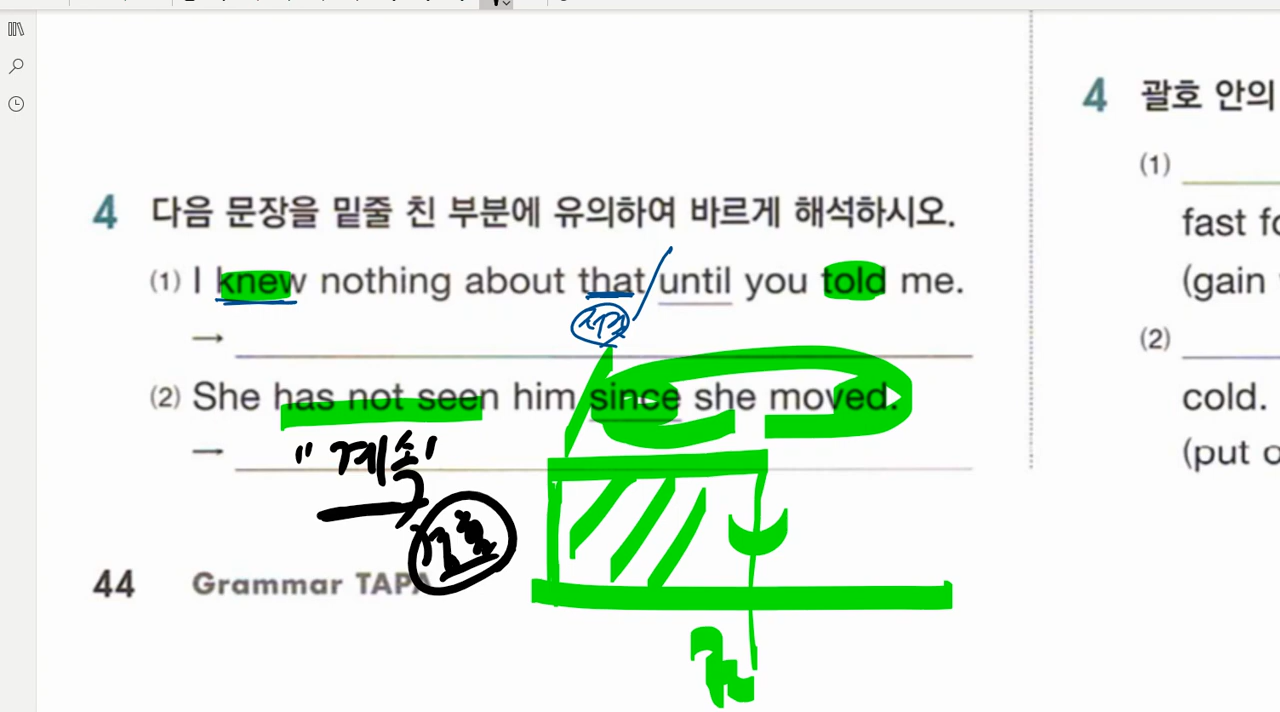 4 다음 문장을 밑줄 친 부분에 유의하여 바르게 해석하시오.
(1) I knew nothing about that until you told me.
→
(2) She has not seen him since she moved.
→
"계속"
44 Grammar TAPA
4 괄호 안의
(1)
fast fo
(gain
(2)
cold.
(put o